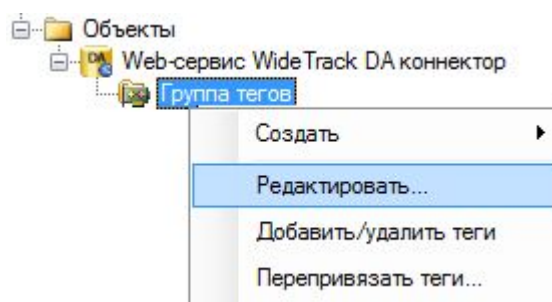 Объекты
Web-сервис WideTrack DA коннектор
Группа тегов
Создать
Редактировать...
Добавить/удалить теги
Перепривязать теги...